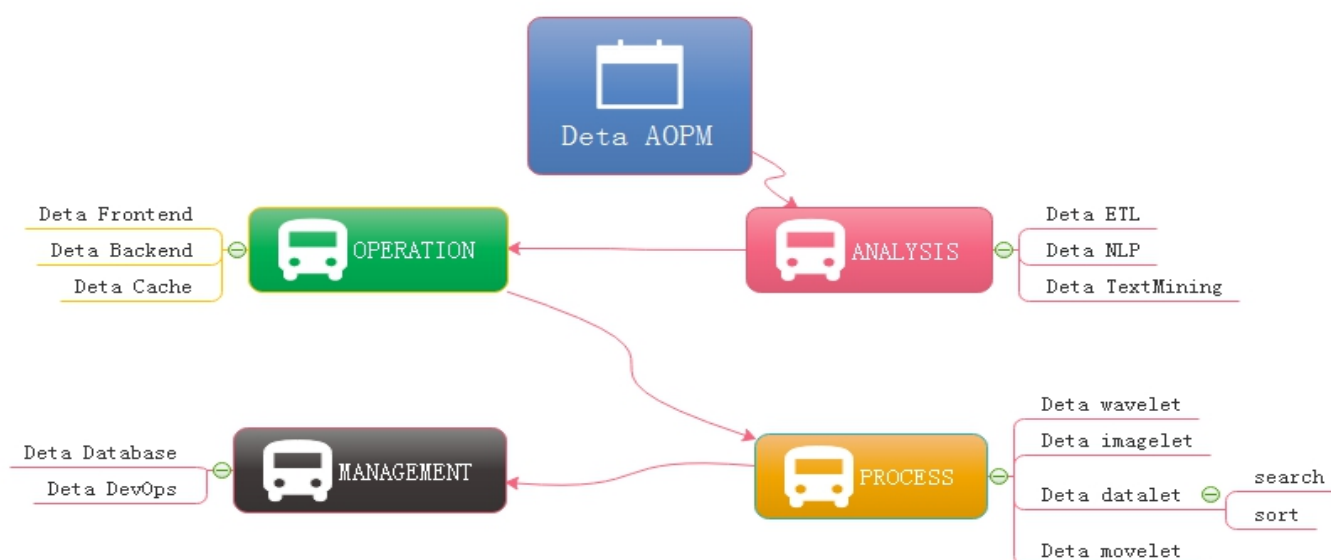 Deta AOPM
Deta Frontend
Deta Backend
Deta Cache
OPERATION
ANALYSIS
Deta ETL
Deta NLP
Deta TextMining
Deta Database
Deta DevOps
MANAGEMENT
PROCESS
Deta wavelet
Deta imagelet
Deta datalet
search
sort
Deta movelet